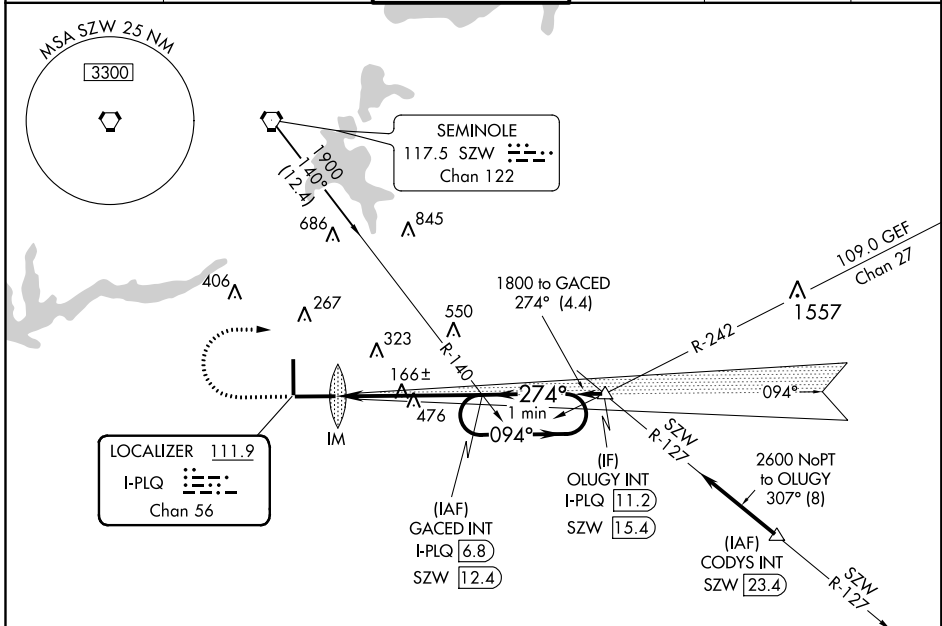 MSA SZW 25 NM
3300
SEMINOLE
117.5 SZW
Chan 122
1900
140°
(12.4)
686
845
109.0 GEF
Chan 27
406
267
1800 to GACED
274° (4.4)
1557
550
323
R-242
R-140
166±
476
274°
1 min
094°
094°
IM
LOCALIZER 111.9
I-PLQ
Chan 56
(IAF)
GACED INT
I-PLQ 6.8
SZW 12.4
(IF)
OLUGY INT
I-PLQ 11.2
SZW 15.4
SZW
R-127
2600 NoPT
to OLUGY
307° (8)
(IAF)
CODYS INT
SZW 23.4
SZW
R-127